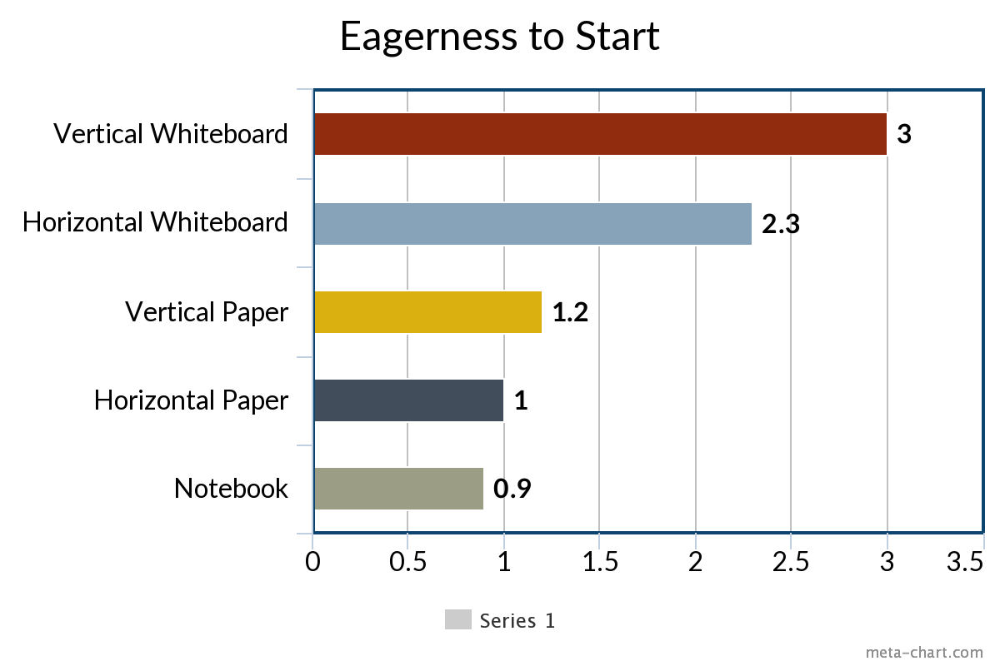 Eagerness to Start
Vertical Whiteboard
3
Horizontal Whiteboard
2.3
Vertical Paper
1.2
Horizontal Paper
1
Notebook
0.9
0 0.5 1 1.5 2 2.5 3 3.5
Series 1
meta-chart.com